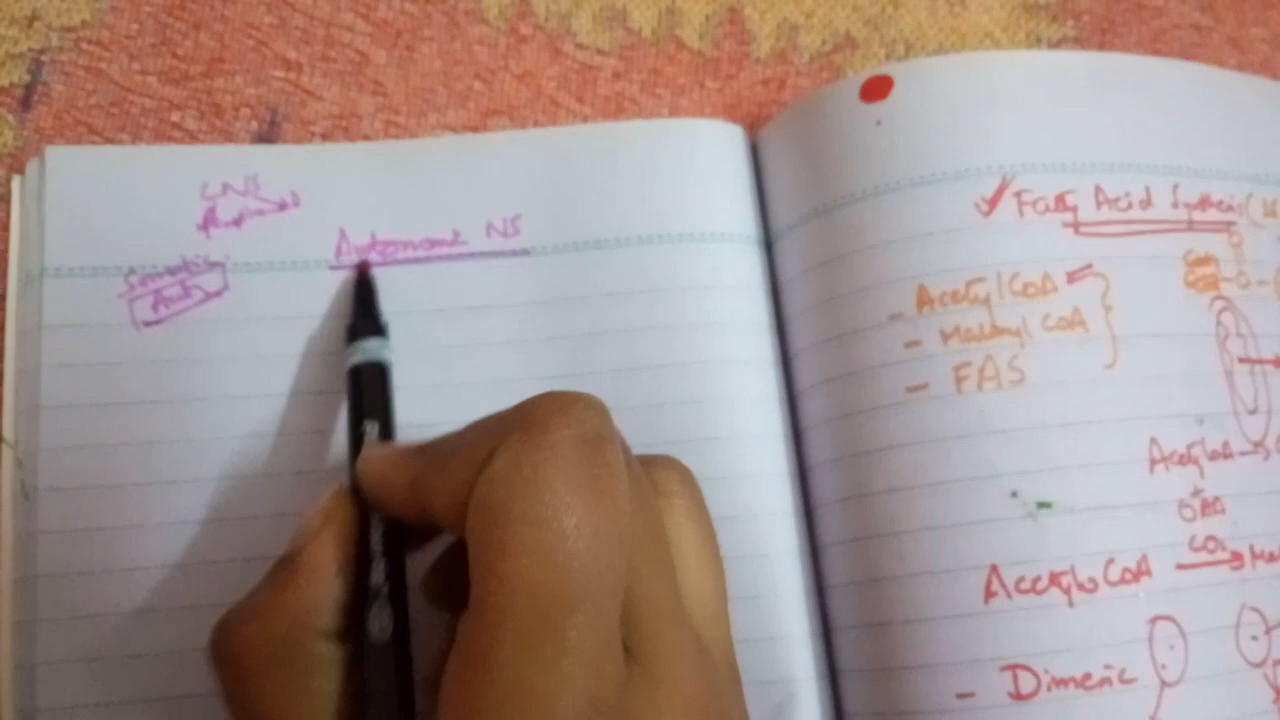 CNS
Autonomic NS
Somatic
Auto
✓ Fatty Acid Synthesis (
- Acetyl CoA
- Malonyl CoA
- FAS
Acetyl CoA →
+
OAA
Acetyl CoA CO₂ →
- Dimeric